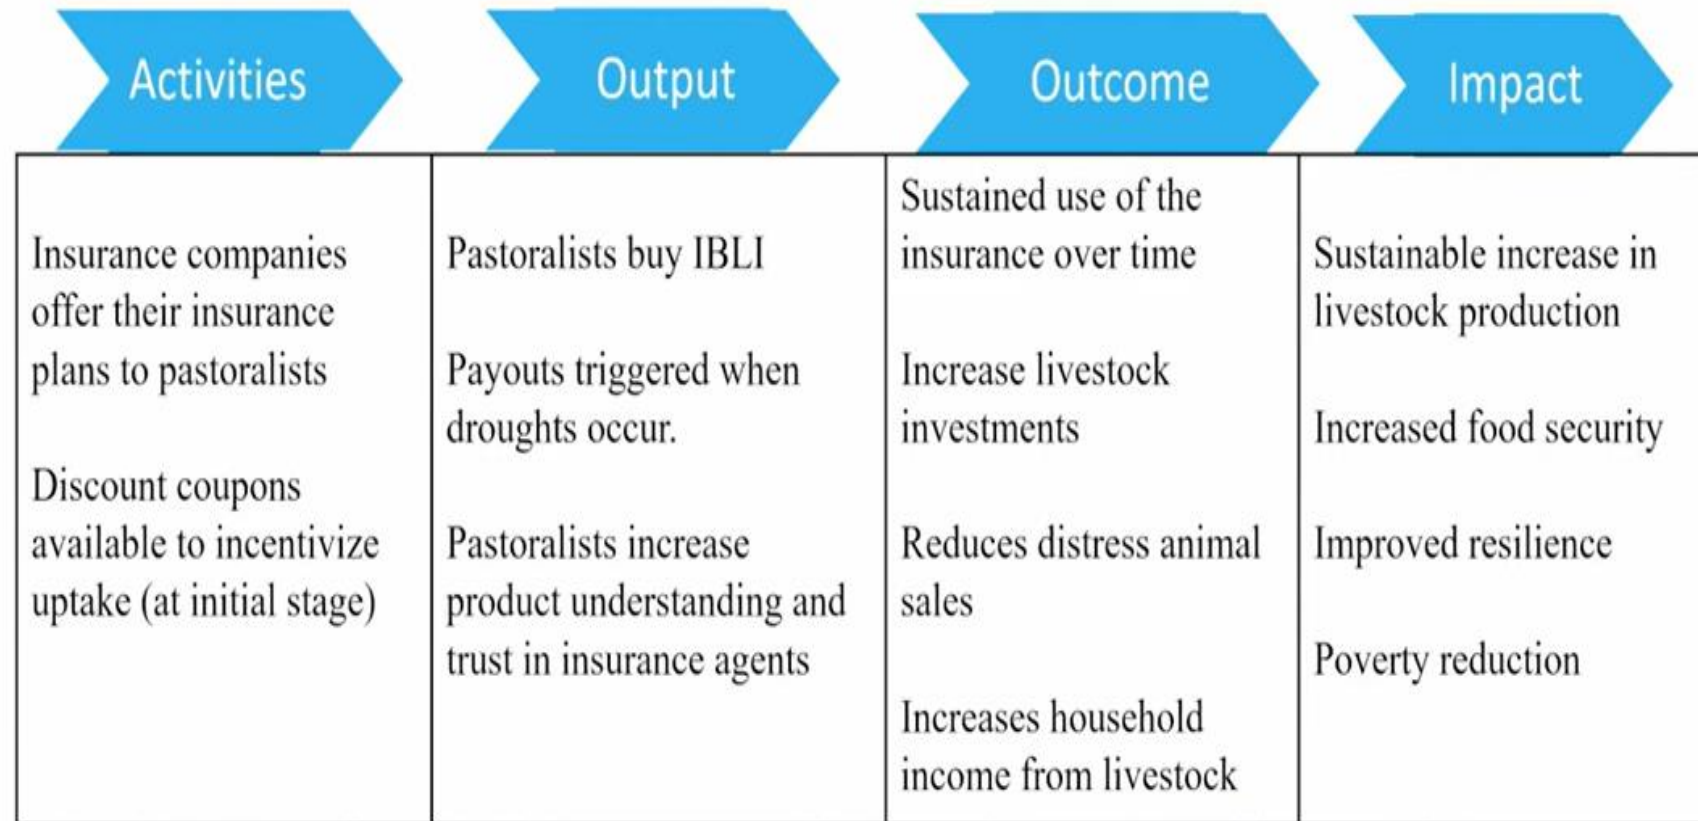 Activities
Output
Outcome
Impact
Insurance companies
offer their insurance
plans to pastoralists
Discount coupons
available to incentivize
uptake (at initial stage)
Pastoralists buy IBLI
Payouts triggered when
droughts occur.
Pastoralists increase
product understanding and
trust in insurance agents
Sustained use of the
insurance over time
Increase livestock
investments
Reduces distress animal
sales
Increases household
income from livestock
Sustainable increase in
livestock production
Increased food security
Improved resilience
Poverty reduction